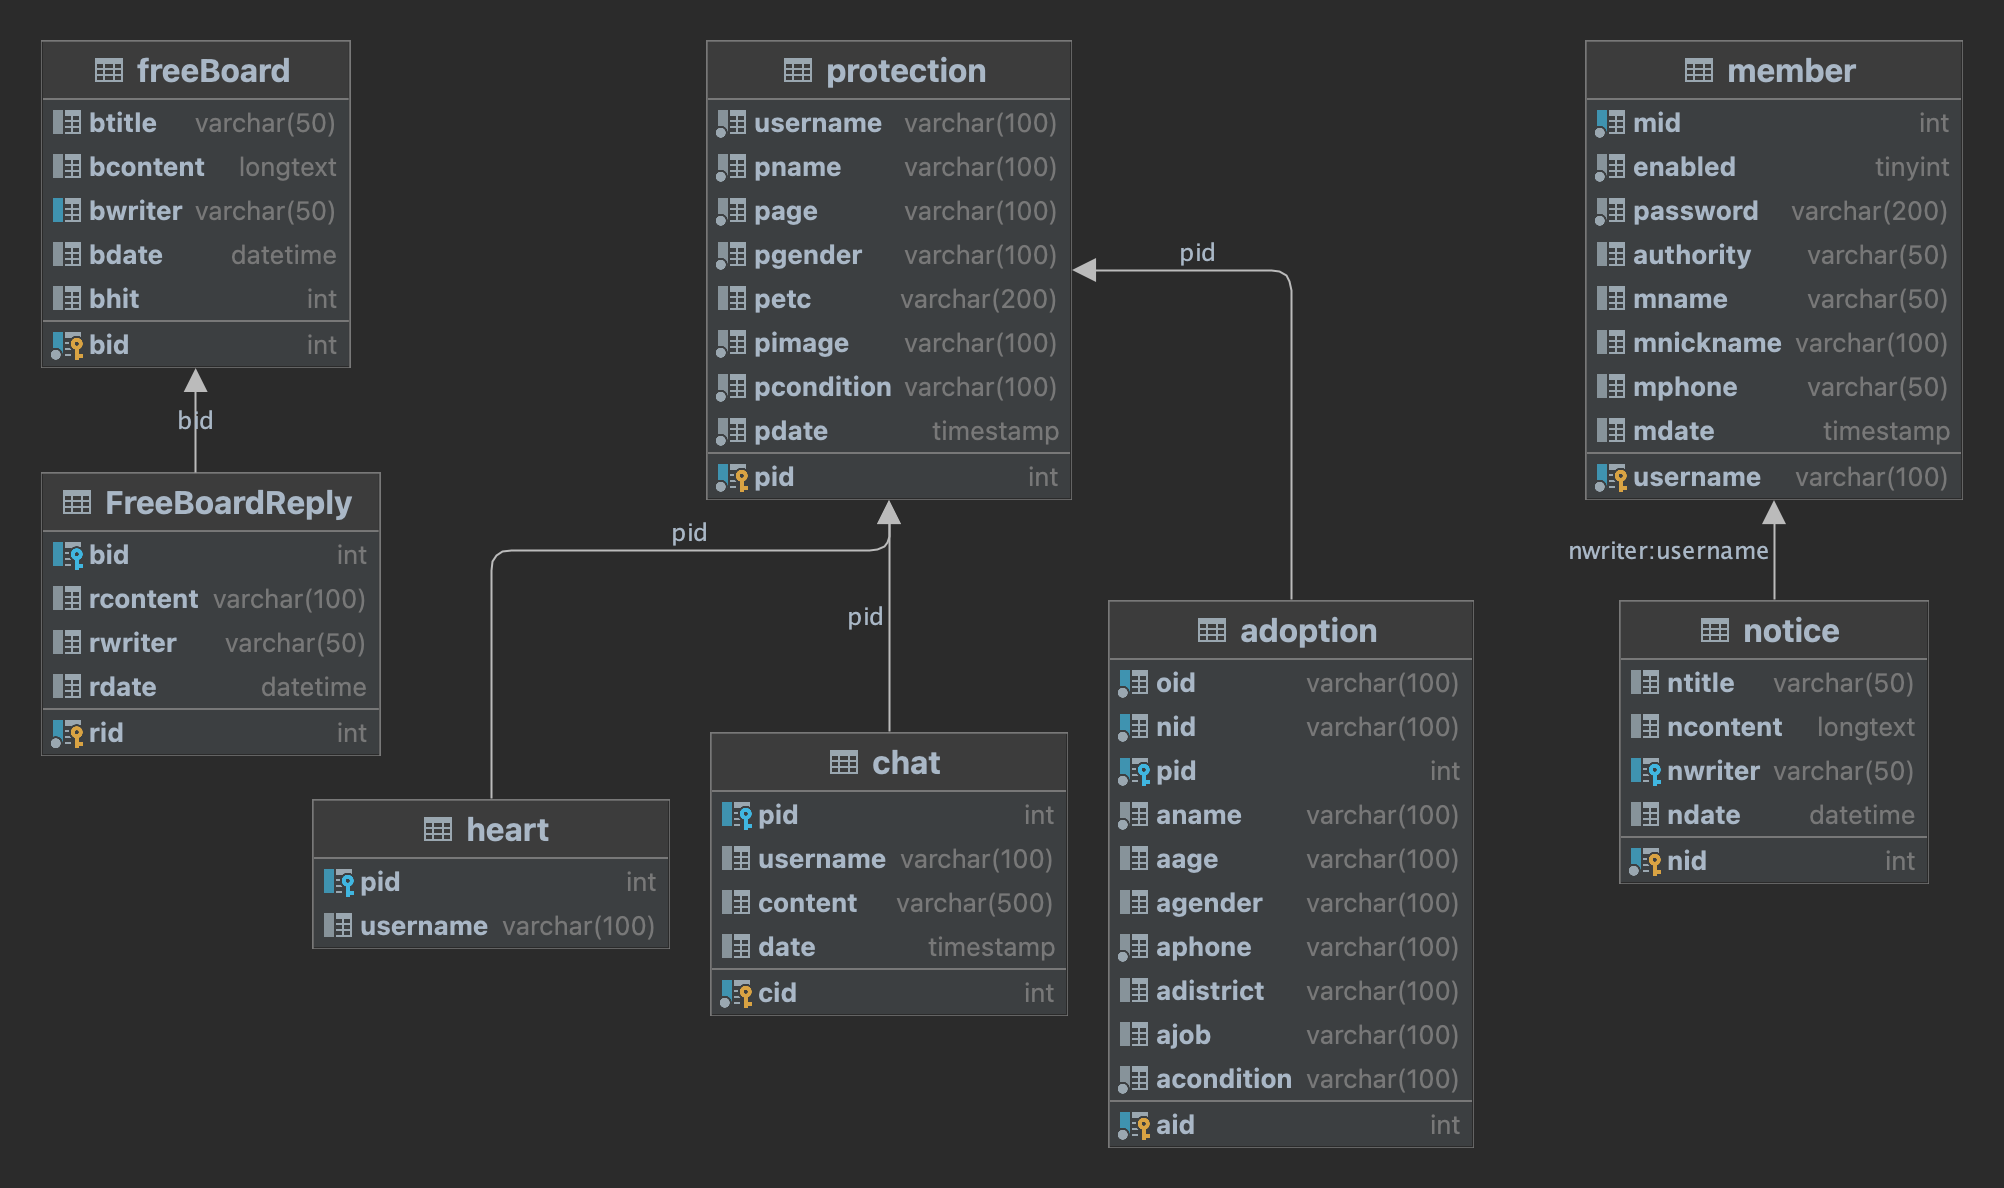 freeBoard
btitle varchar(50)
bcontent longtext
bwriter varchar(50)
bdate datetime
bhit int
bid int
bid
FreeBoardReply
bid int
rcontent varchar(100)
rwriter varchar(50)
rdate datetime
rid int
protection
username varchar(100)
pname varchar(100)
page varchar(100)
pgender varchar(100)
petc varchar(200)
pimage varchar(100)
pcondition varchar(100)
pdate timestamp
pid int
pid
pid
pid
heart
pid int
username varchar(100)
chat
pid int
username varchar(100)
content varchar(500)
date timestamp
cid int
adoption
oid varchar(100)
nid varchar(100)
pid int
aname varchar(100)
aage varchar(100)
agender varchar(100)
aphone varchar(100)
adistrict varchar(100)
ajob varchar(100)
acondition varchar(100)
aid int
member
mid int
enabled tinyint
password varchar(200)
authority varchar(50)
mname varchar(50)
mnickname varchar(100)
mphone varchar(50)
mdate timestamp
username varchar(100)
nwriter:username
notice
ntitle varchar(50)
ncontent longtext
nwriter varchar(50)
ndate datetime
nid int